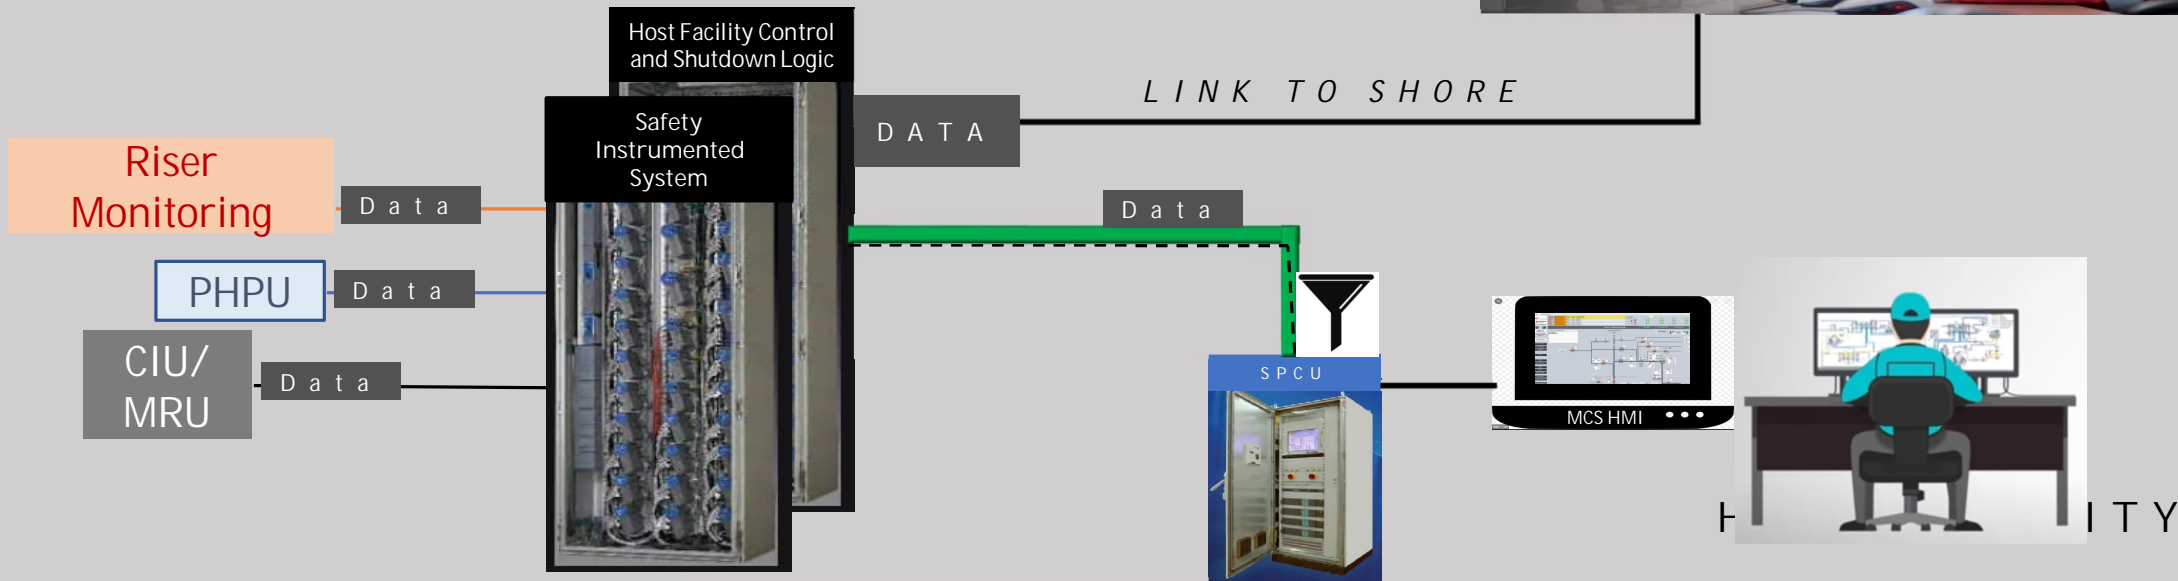 Host Facility Control
and Shutdown Logic
LINK TO SHORE
DATA
Safety
Instrumented
System
Riser
Monitoring
Data
Data
PHPU
Data
CIU/
MRU
Data
SPCU
MCS HMI
H
ITY